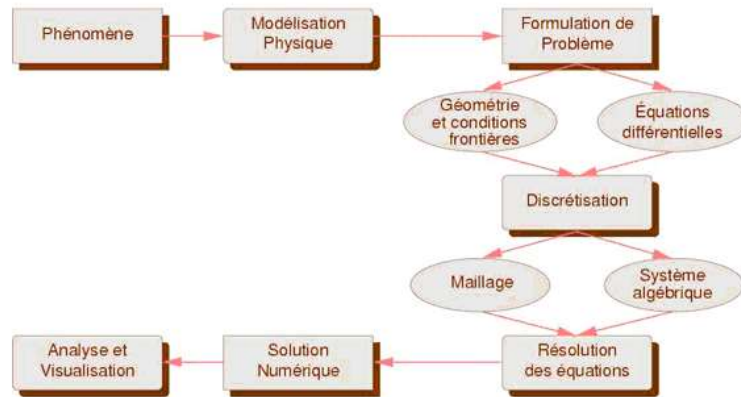 Phénomène
Modélisation
Physique
Formulation de
Problème
Géométrie
et conditions
frontières
Équations
différentielles
Discrétisation
Maillage
Système
algébrique
Analyse et
Visualisation
Solution
Numérique
Résolution
des équations